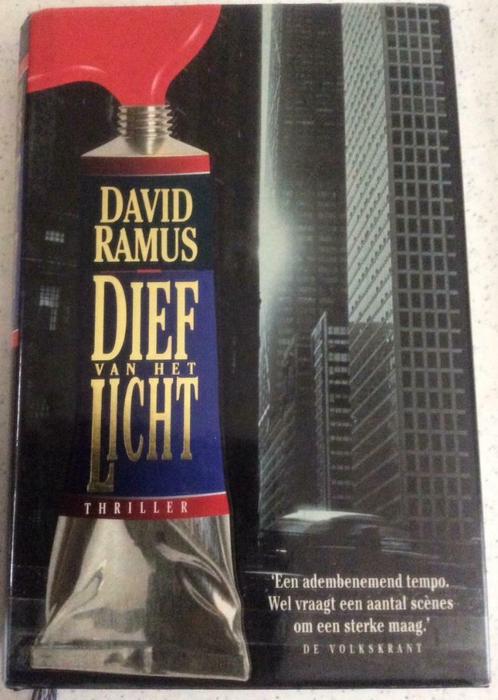 DAVID
RAMUS
DIEF
VAN HET
LICHT
THRILLER
'Een adembenemend tempo.
Wel vraagt een aantal scènes
om een sterke maag.'
DE VOLKSKRANT